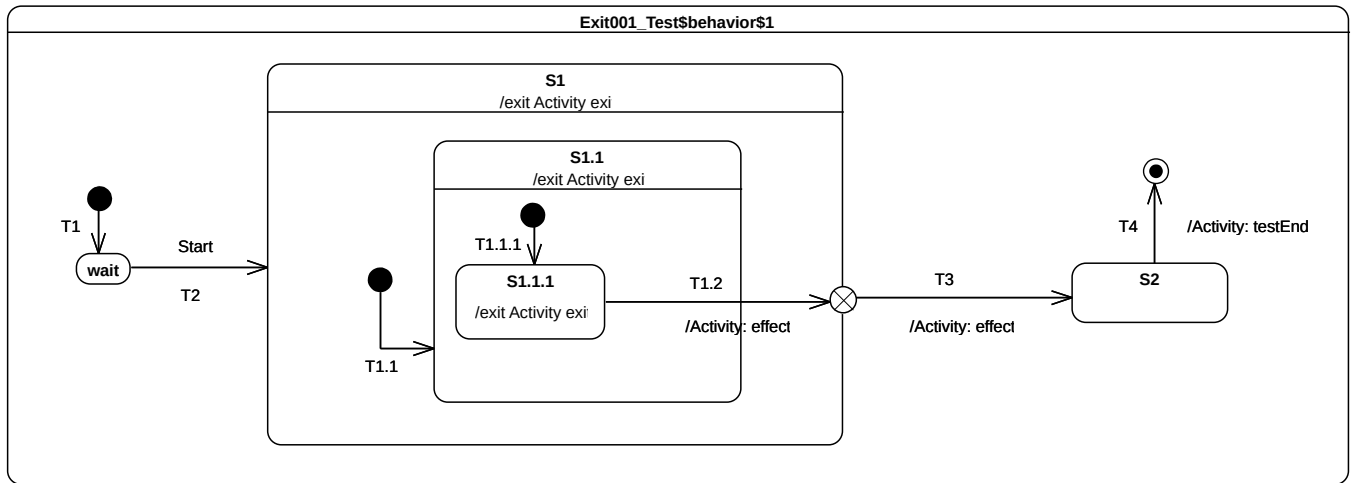 Exit001_Test$behavior$1
S1
/exit Activity exi
S1.1
/exit Activity exi
T1
wait
Start
T2
T1.1
T1.1.1
S1.1.1
/exit Activity exi
T1.2
/Activity: effect
T3
/Activity: effect
T4
/Activity: testEnd
S2